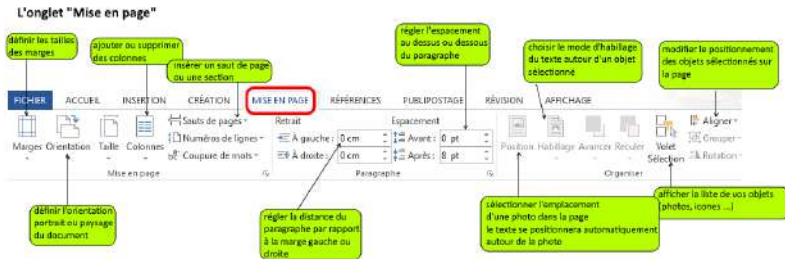 L'onglet "Mise en page"
définir les tailles
des marges
ajouter ou supprimer
des colonnes
insérer un saut de page
ou une section
régler l'espacement
au dessus ou dessous
du paragraphe
choisir le mode d'habillage
du texte autour d'un objet
sélectionné
modifier le positionnement
des objets sélectionnés sur
la page
FICHIER ACCUEIL INSERTION CRÉATION MISE EN PAGE RÉFÉRENCES PUBLIPOSTAGE RÉVISION AFFICHAGE
Marges Orientation Taille Colonnes
Sauts de pages
Numéros de lignes
Coupure de mots
Mise en page
Retrait Espacement
À gauche : 0 cm Avant : 0 pt
À droite : 0 cm Après : 8 pt
Paragraphe
Position Habillage Avancer Reculer Volet
Sélection
Aligner
Grouper
Rotation
Organiser
définir l'orientation
portrait ou paysage
du document
régler la distance du
paragraphe par rapport
à la marge gauche ou
droite
sélectionner l'emplacement
d'une photo dans la page
le texte se positionnera automatiquement
autour de la photo
afficher la liste de vos objets
(photos, icones ...)